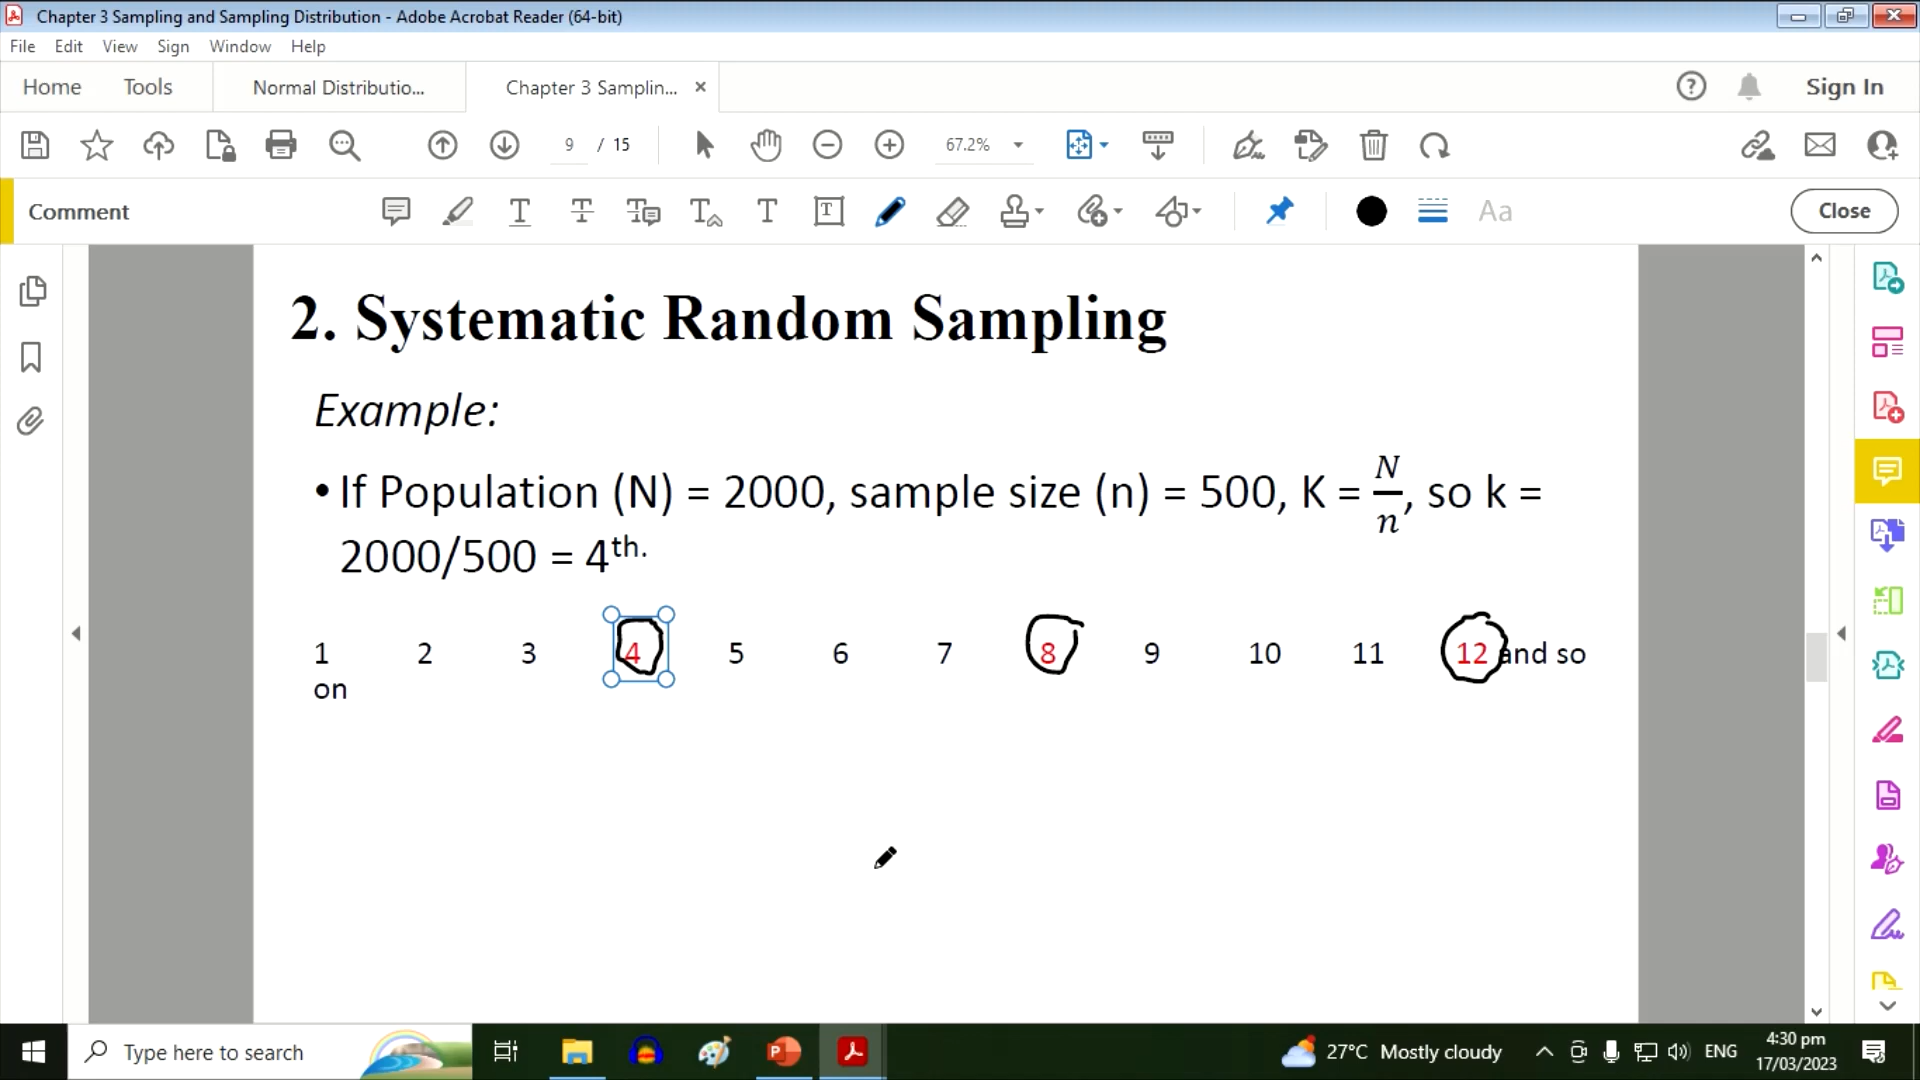 Chapter 3 Sampling and Sampling Distribution - Adobe Acrobat Reader (64-bit)
File Edit View Sign Window Help
Home Tools Normal Distributio... Chapter 3 Samplin... × Sign In
9 / 15 67.2%
Comment Aa Close
2. Systematic Random Sampling
Example:
• If Population (N) = 2000, sample size (n) = 500, K = N/n, so k =
2000/500 = 4th.
1 2 3 4 5 6 7 8 9 10 11 12 and so
on
Type here to search 27°C Mostly cloudy ENG 4:30 pm
17/03/2023